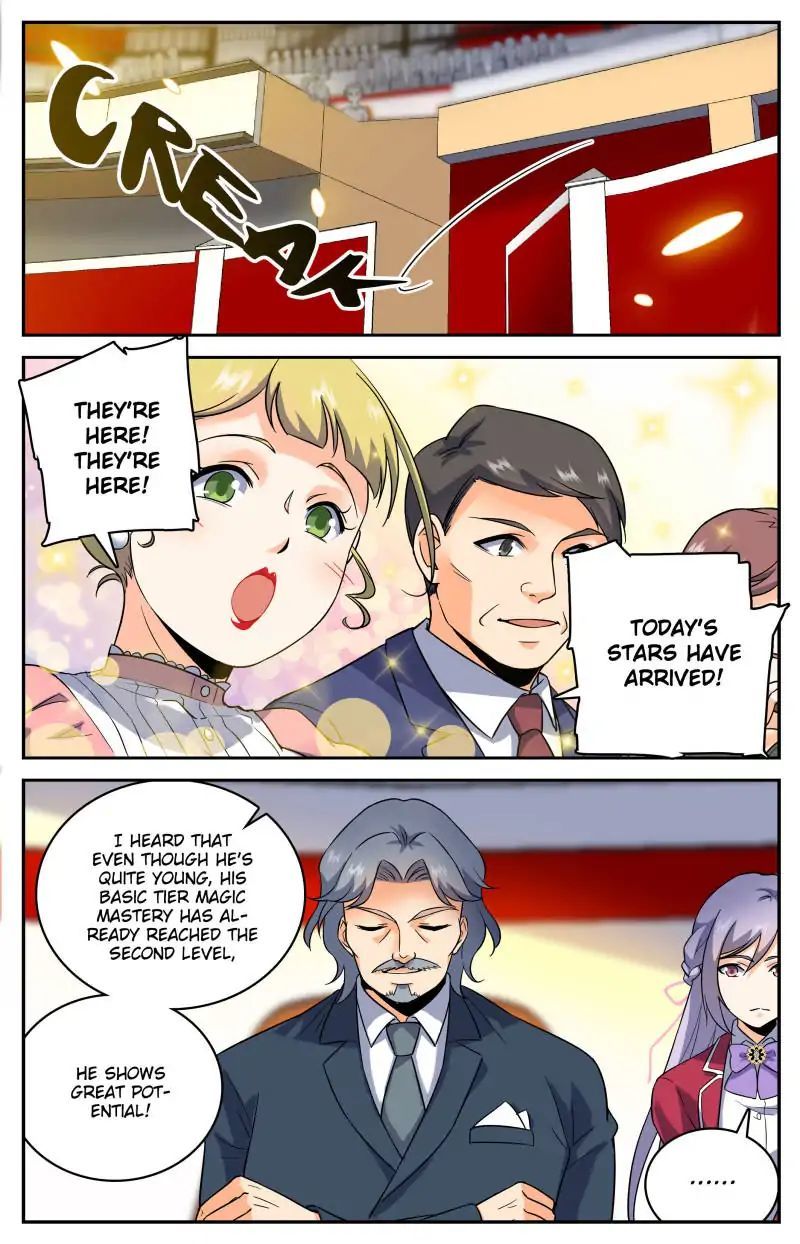 CREAK
THEY'RE
HERE!
THEY'RE
HERE!
TODAY'S
STARS HAVE
ARRIVED!
I HEARD THAT
EVEN THOUGH HE'S
QUITE YOUNG, HIS
BASIC TIER MAGIC
MASTERY HAS AL-
READY REACHED THE
SECOND LEVEL,
HE SHOWS
GREAT POT-
ENTIAL!
......